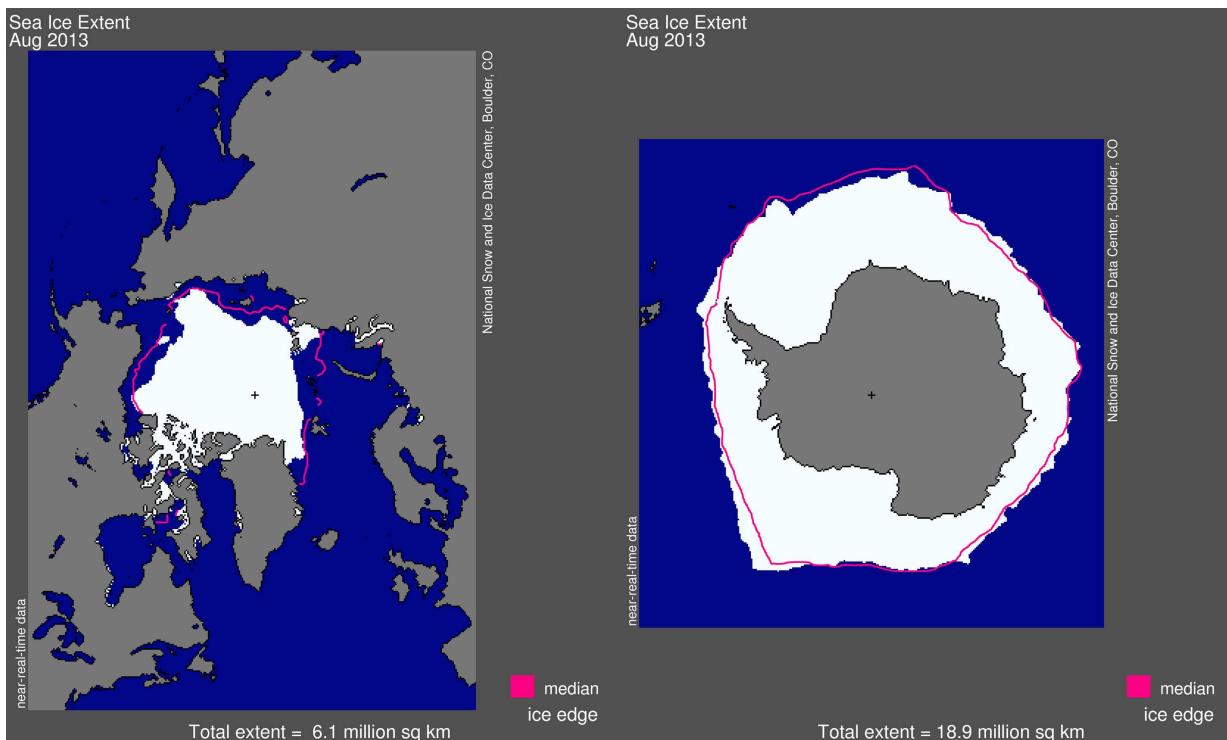 Sea Ice Extent
Aug 2013
National Snow and Ice Data Center, Boulder, CO
near-real-time data
median
ice edge
Total extent = 6.1 million sq km
Sea Ice Extent
Aug 2013
National Snow and Ice Data Center, Boulder, CO
near-real-time data
median
ice edge
Total extent = 18.9 million sq km